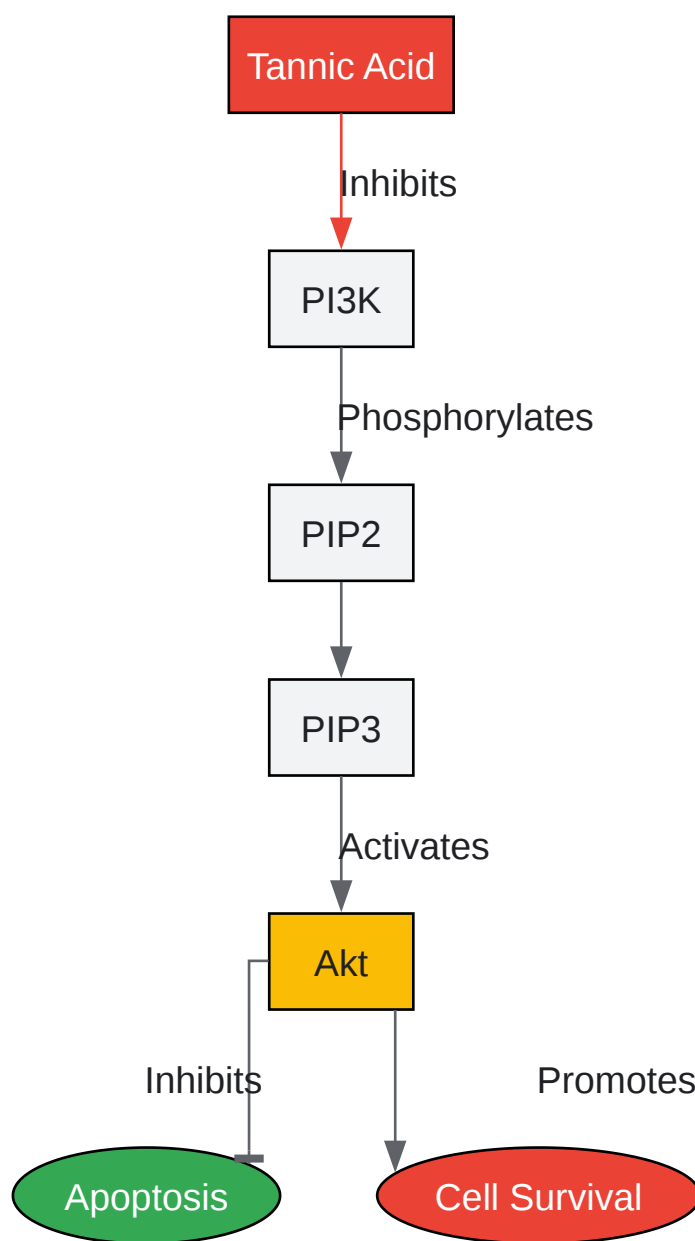 Tannic Acid
Inhibits
PI3K
Phosphorylates
PIP2
PIP3
Activates
Akt
Inhibits
Promotes
Apoptosis
Cell Survival